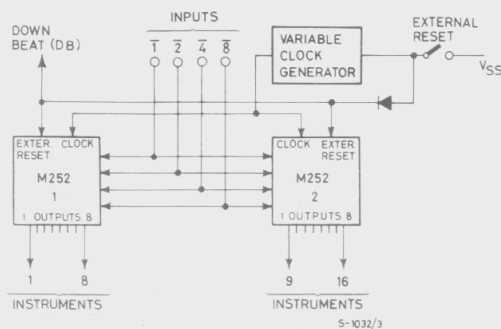 DOWN
BEAT (DB)
INPUTS
1 2 4 8
VARIABLE
CLOCK
GENERATOR
EXTERNAL
RESET
VSS
EXTER. CLOCK
RESET
M252
1
1 OUTPUTS 8
CLOCK EXTER.
RESET
M252
2
1 OUTPUTS 8
1 8
INSTRUMENTS
9 16
INSTRUMENTS
S-1032/3